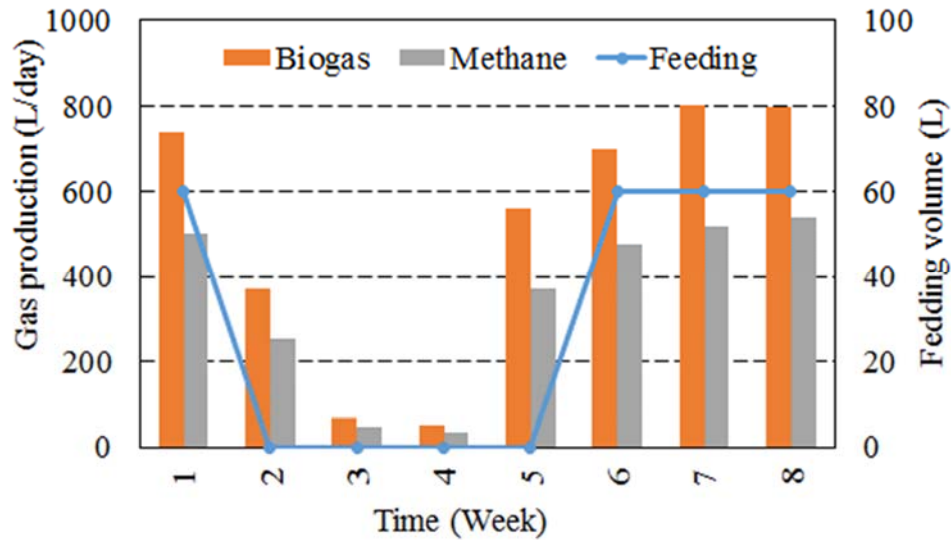 1000
800
600
400
200
0
Gas production (L/day)
Biogas Methane Feeding
100
80
60
40
20
0
Fedding volume (L)
1 2 3 4 5 6 7 8
Time (Week)